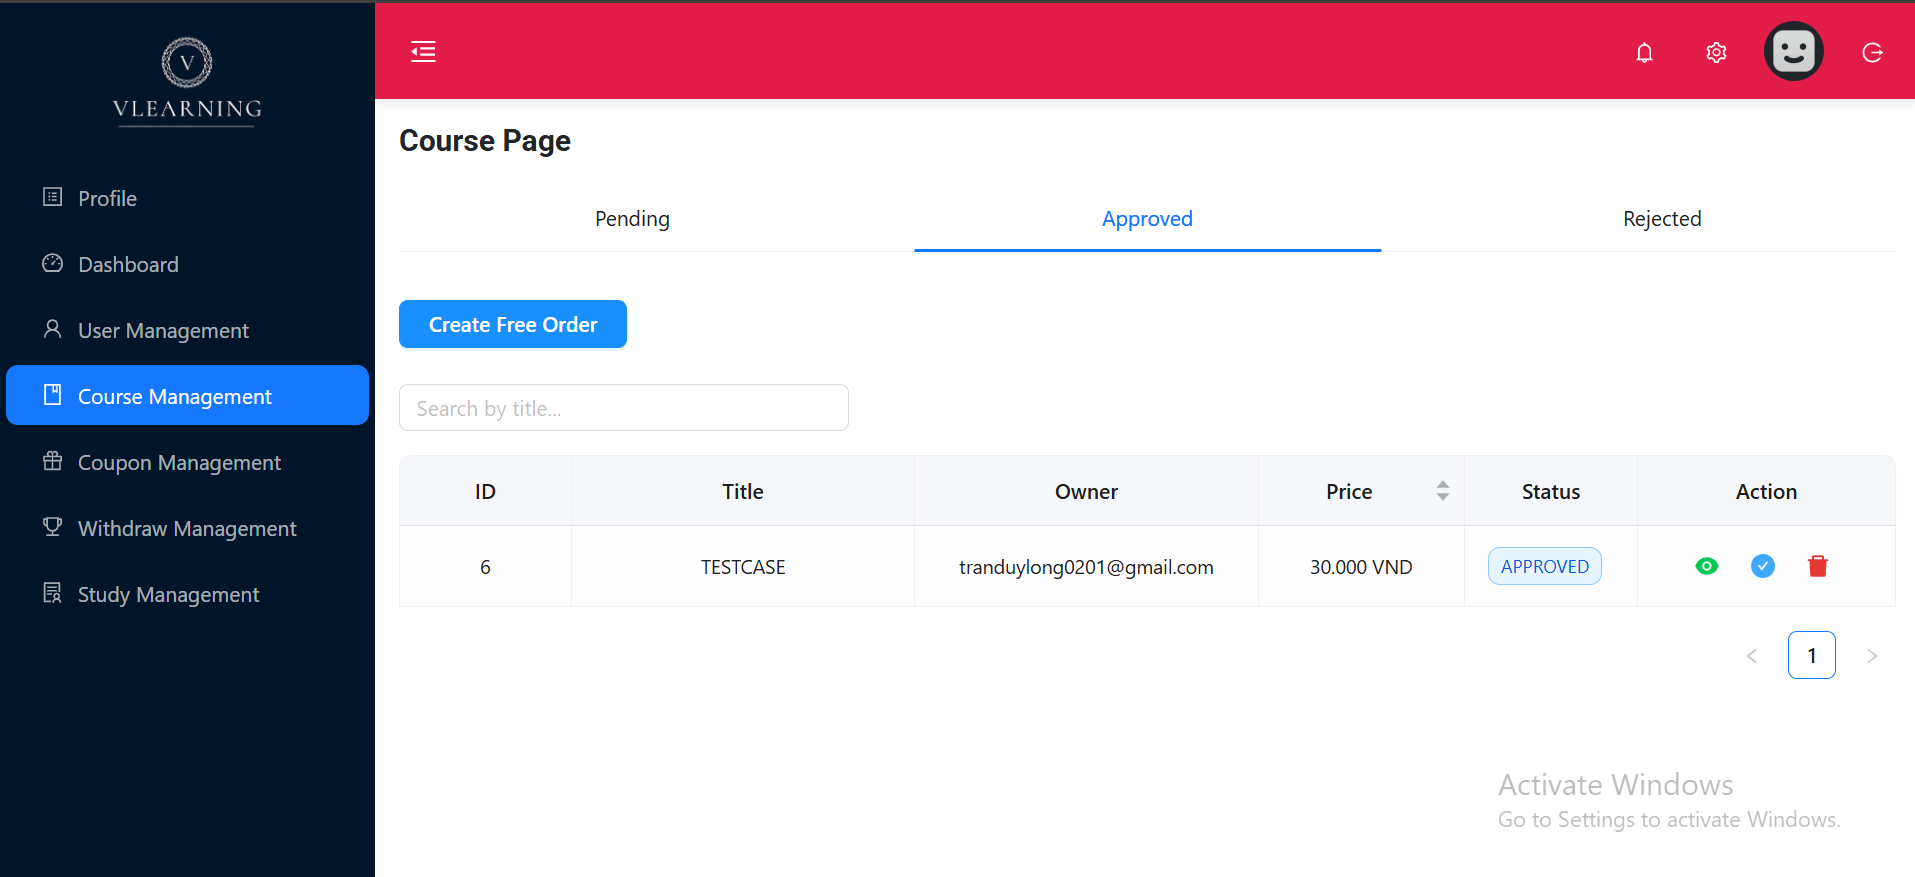 V
VLEARNING
Profile
Dashboard
User Management
Course Management
Coupon Management
Withdraw Management
Study Management
Course Page
Pending
Approved
Rejected
Create Free Order
Search by title...
ID
Title
Owner
Price
Status
Action
6
TESTCASE
tranduylong0201@gmail.com
30.000 VND
APPROVED
1
Activate Windows
Go to Settings to activate Windows.